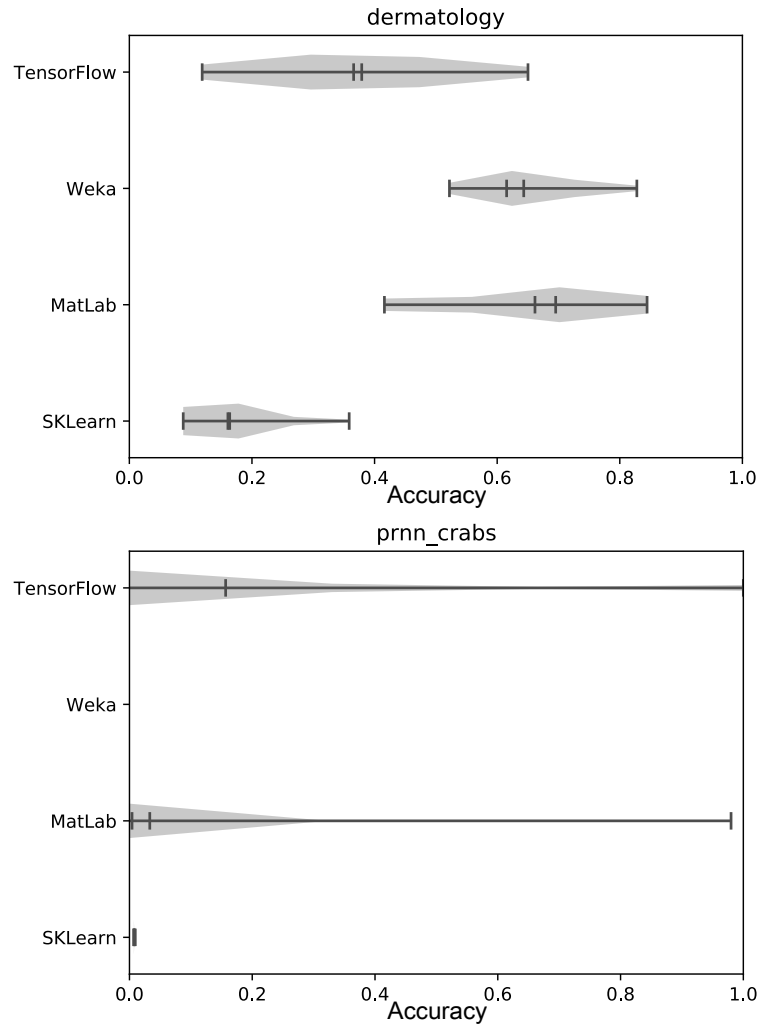 dermatology
TensorFlow
Weka
MatLab
SKLearn
0.0 0.2 0.4 0.6 0.8 1.0
Accuracy
prnn_crabs
TensorFlow
Weka
MatLab
SKLearn
0.0 0.2 0.4 0.6 0.8 1.0
Accuracy